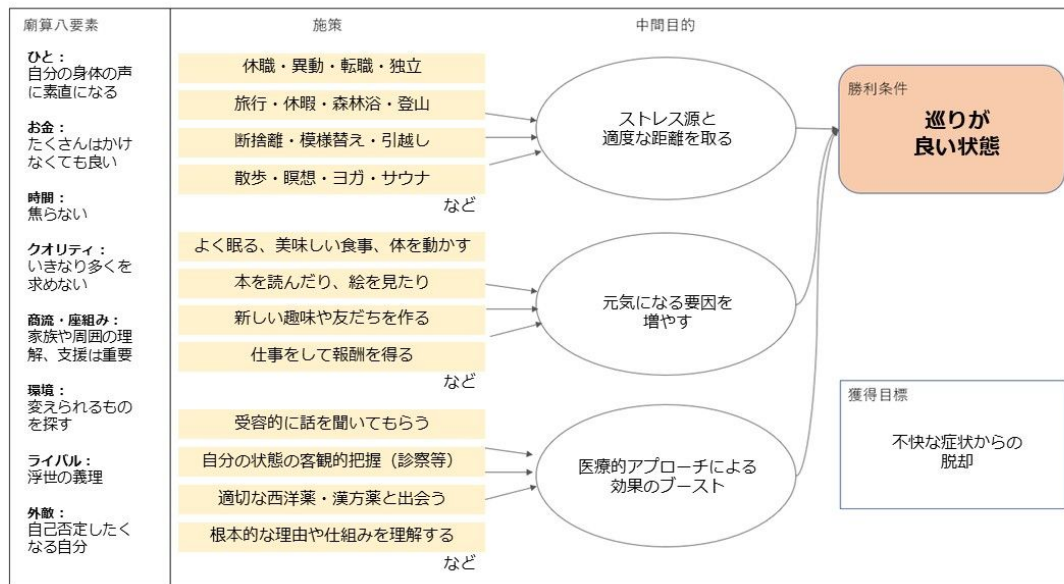 廟算八要素
ひと：
自分の身体の声
に素直になる
お金：
たくさんはかけ
なくても良い
時間：
焦らない
クオリティ：
いきなり多くを
求めない
商流・座組み：
家族や周囲の理
解、支援は重要
環境：
変えられるもの
を探す
ライバル：
浮世の義理
外敵：
自己否定したく
なる自分
施策
休職・異動・転職・独立
旅行・休暇・森林浴・登山
断捨離・模様替え・引越し
散歩・瞑想・ヨガ・サウナ
など
よく眠る、美味しい食事、体を動かす
本を読んだり、絵を見たり
新しい趣味や友だちを作る
仕事をして報酬を得る
など
受容的に話を聞いてもらう
自分の状態の客観的把握（診察等）
適切な西洋薬・漢方薬と出会う
根本的な理由や仕組みを理解する
など
中間目的
ストレス源と
適度な距離を取る
元気になる要因を
増やす
医療的アプローチによる
効果のブースト
勝利条件
巡りが
良い状態
獲得目標
不快な症状からの
脱却